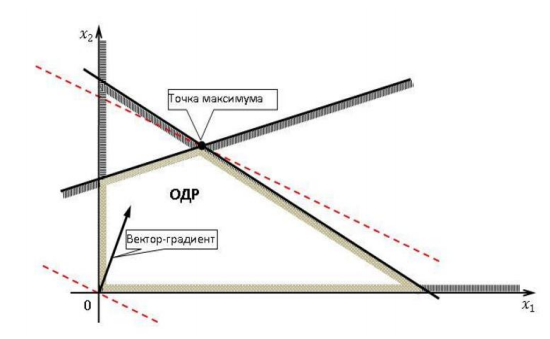 x₂
Точка максимума
ОДР
Вектор-градиент
0
x₁